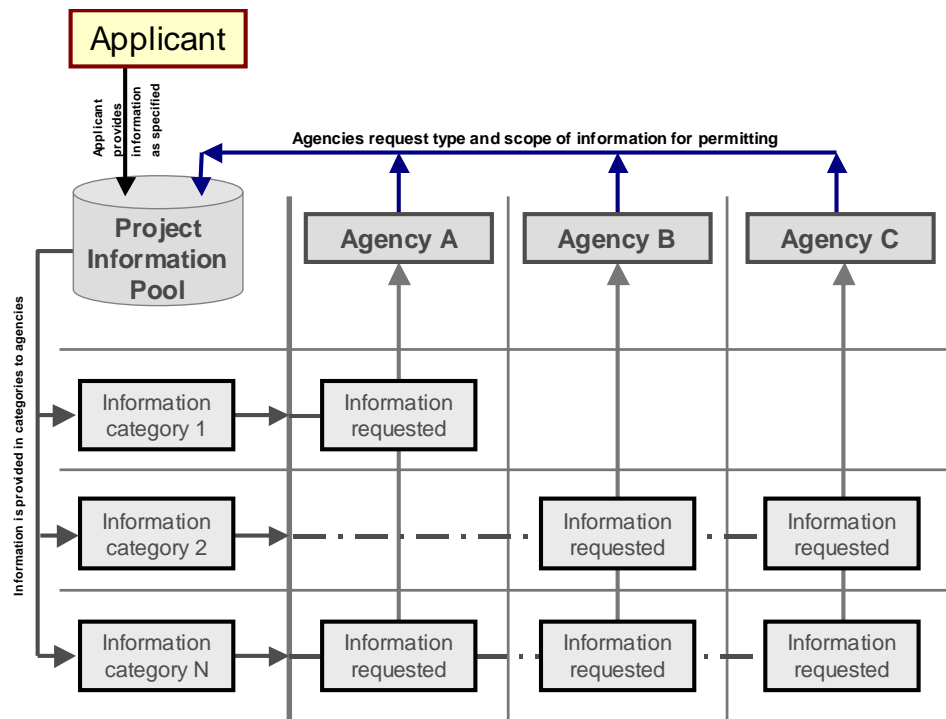 Applicant
Applicant
provides
information
as specified
Agencies request type and scope of information for permitting
Project
Information
Pool
Agency A
Agency B
Agency C
Information is provided in categories to agencies
Information
category 1
Information
requested
Information
category 2
Information
requested
Information
requested
Information
category N
Information
requested
Information
requested
Information
requested